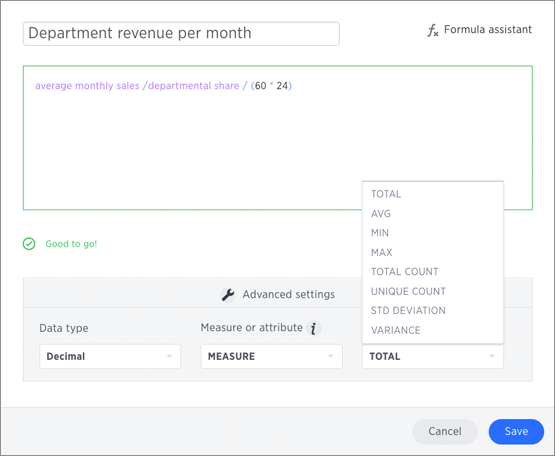 Department revenue per month
fx Formula assistant
average monthly sales /departmental share / (60 * 24)
Good to go!
TOTAL
AVG
MIN
MAX
TOTAL COUNT
UNIQUE COUNT
STD DEVIATION
VARIANCE
Advanced settings
Data type
Measure or attribute i
Decimal
MEASURE
TOTAL
Cancel
Save